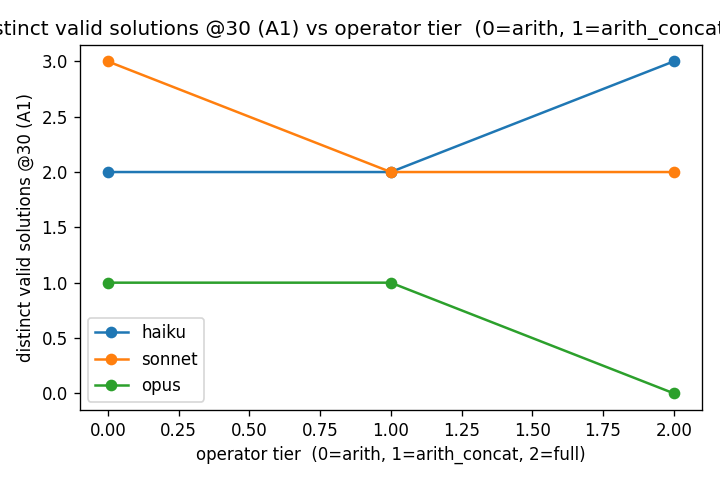 stinct valid solutions @30 (A1) vs operator tier  (0=arith, 1=arith_concat
distinct valid solutions @30 (A1)
3.0
2.5
2.0
1.5
1.0
0.5
0.0
haiku
sonnet
opus
0.00 0.25 0.50 0.75 1.00 1.25 1.50 1.75 2.00
operator tier  (0=arith, 1=arith_concat, 2=full)